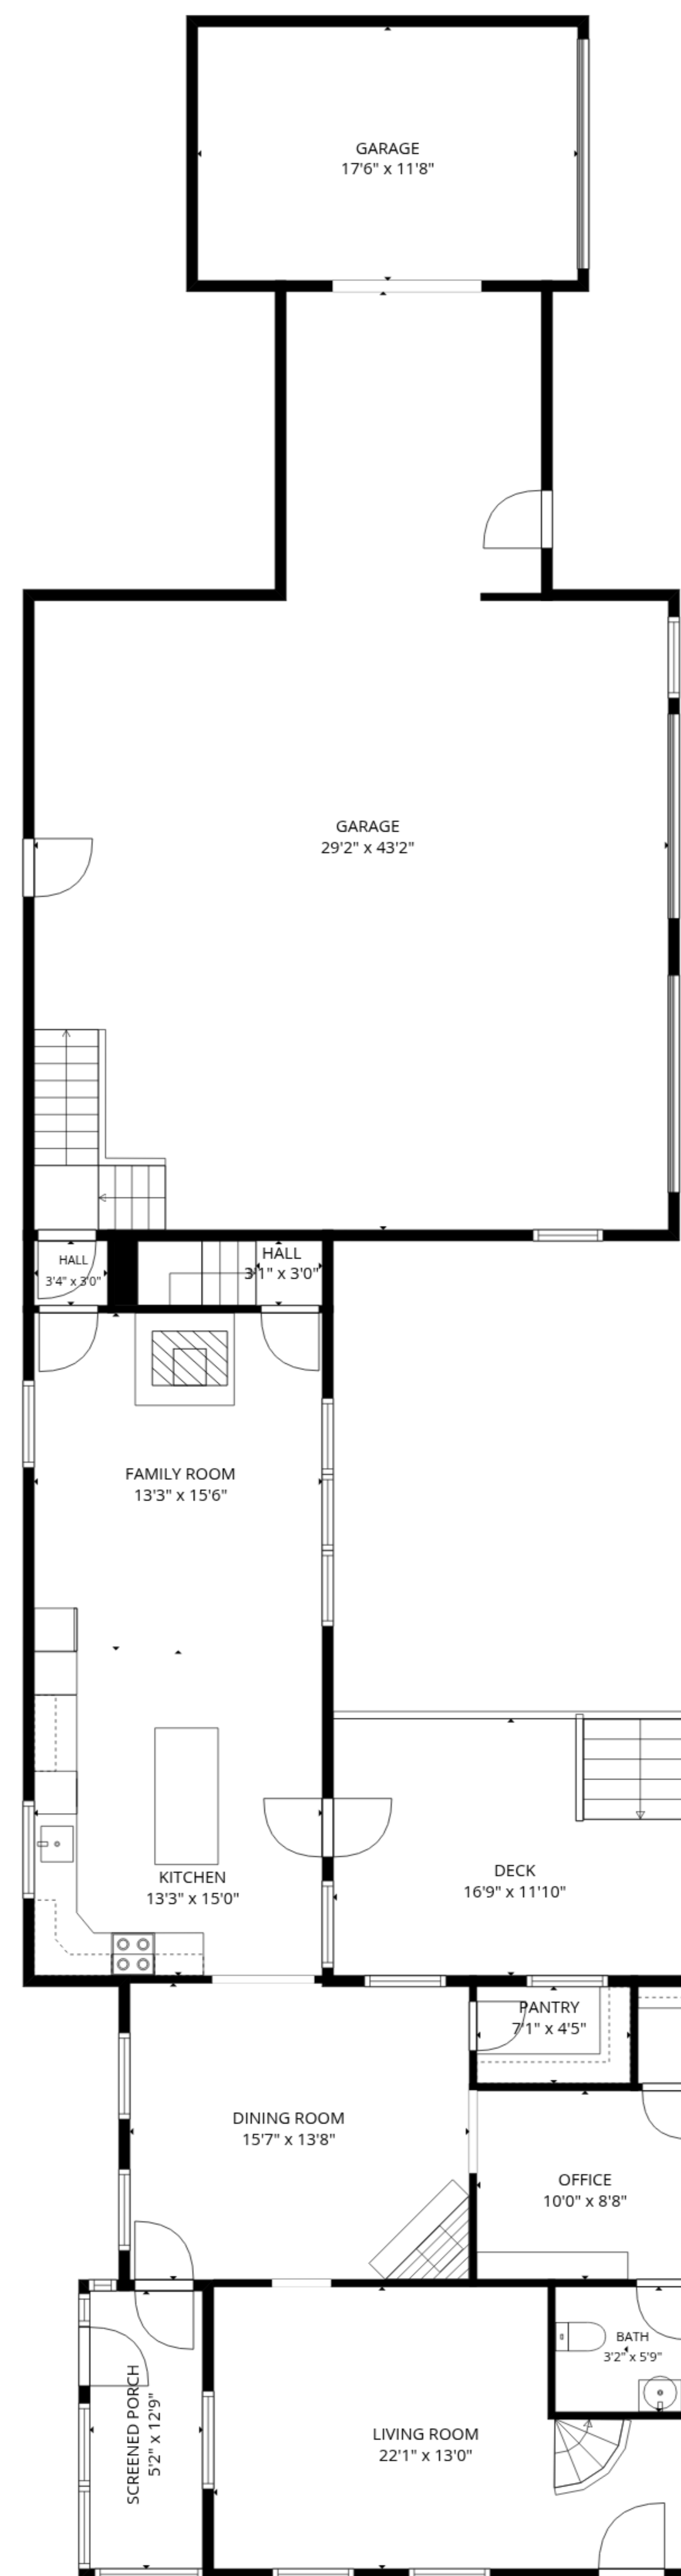 GARAGE
17'6" x 11'8"
GARAGE
29'2" x 43'2"
HALL
3'4" x 3'0"
HALL
3'1" x 3'0"
FAMILY ROOM
13'3" x 15'6"
KITCHEN
13'3" x 15'0"
DECK
16'9" x 11'10"
PANTRY
7'1" x 4'5"
DINING ROOM
15'7" x 13'8"
OFFICE
10'0" x 8'8"
BATH
3'2" x 5'9"
SCREENED PORCH
5'2" x 12'9"
LIVING ROOM
22'1" x 13'0"